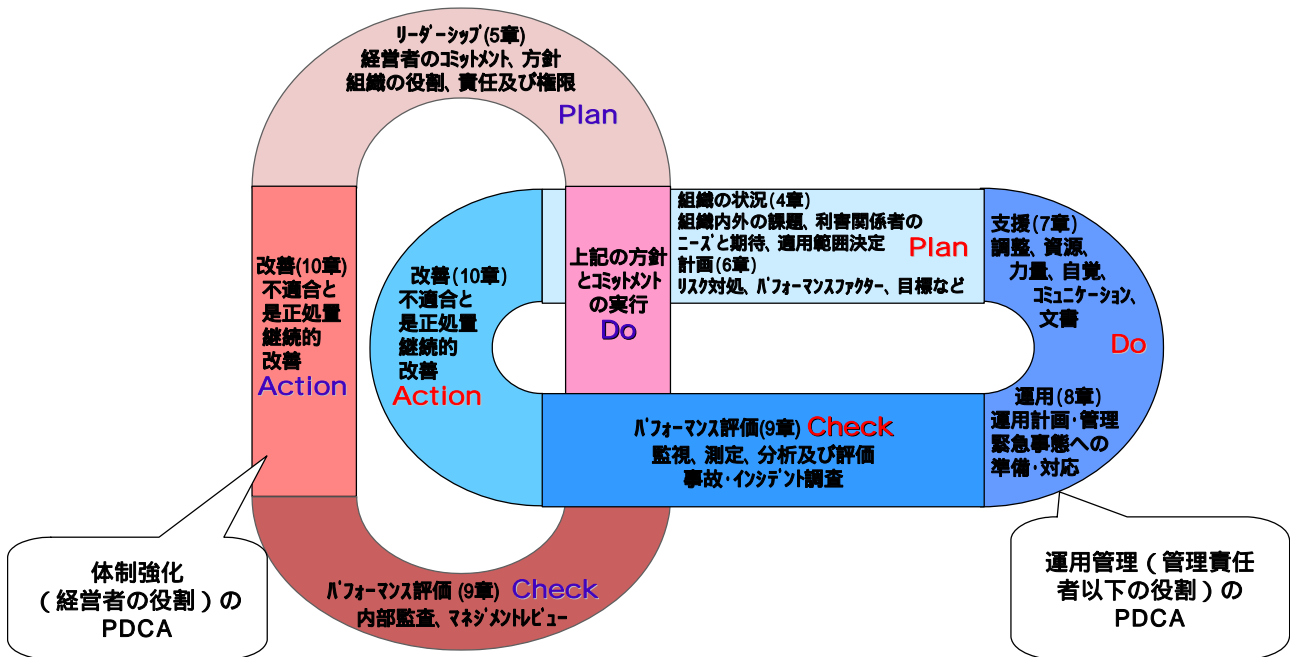 リーダーシップ(5章)
経営者のコミットメント、方針
組織の役割、責任及び権限
Plan
改善(10章)
不適合と
是正処置
継続的
改善
Action
改善(10章)
不適合と
是正処置
継続的
改善
Action
上記の方針
とコミットメント
の実行
Do
組織の状況(4章)
組織内外の課題、利害関係者の
ニーズと期待、適用範囲決定
Plan
計画(6章)
リスク対処、パフォーマンスファクター、目標など
支援(7章)
調整、資源、
力量、自覚、
コミュニケーション、
文書
Do
運用(8章)
運用計画・管理
緊急事態への
準備・対応
パフォーマンス評価(9章) Check
監視、測定、分析及び評価
事故・インシデント調査
パフォーマンス評価 (9章) Check
内部監査、マネジメントレビュー
体制強化
(経営者の役割)の
PDCA
運用管理(管理責任
者以下の役割)の
PDCA